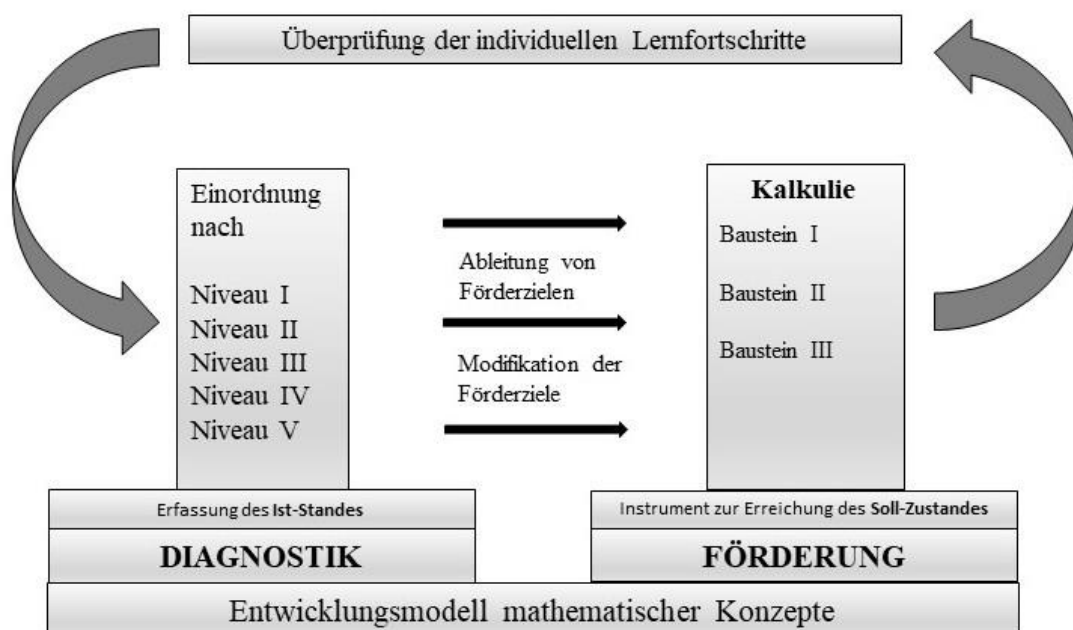 Überprüfung der individuellen Lernfortschritte
Einordnung
nach
Niveau I
Niveau II
Niveau III
Niveau IV
Niveau V
Ableitung von
Förderzielen
Modifikation der
Förderziele
Kalkulie
Baustein I
Baustein II
Baustein III
Erfassung des Ist-Standes
DIAGNOSTIK
Instrument zur Erreichung des Soll-Zustandes
FÖRDERUNG
Entwicklungsmodell mathematischer Konzepte